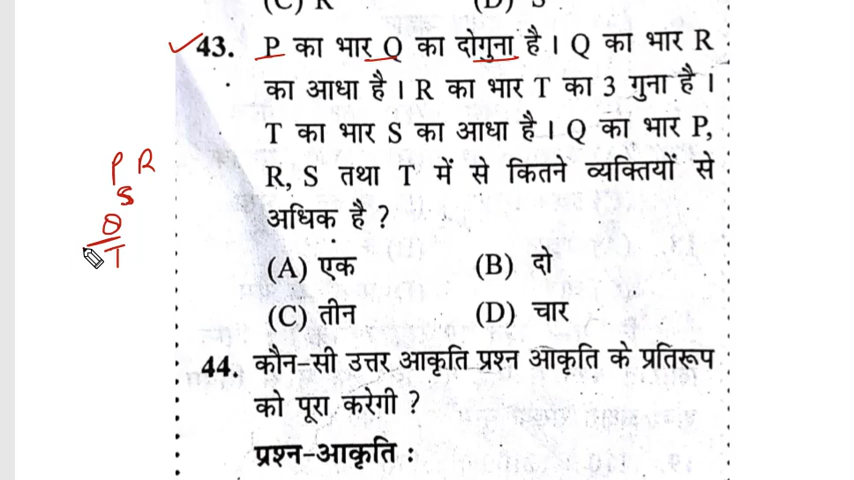 43. P का भार Q का दोगुना है । Q का भार R
का आधा है । R का भार T का 3 गुना है ।
T का भार S का आधा है । Q का भार P,
R, S तथा T में से कितने व्यक्तियों से
अधिक है ?
(A) एक (B) दो
(C) तीन (D) चार
44. कौन-सी उत्तर आकृति प्रश्न आकृति के प्रतिरूप
को पूरा करेगी ?
प्रश्न-आकृति :
P R
S
Q
T